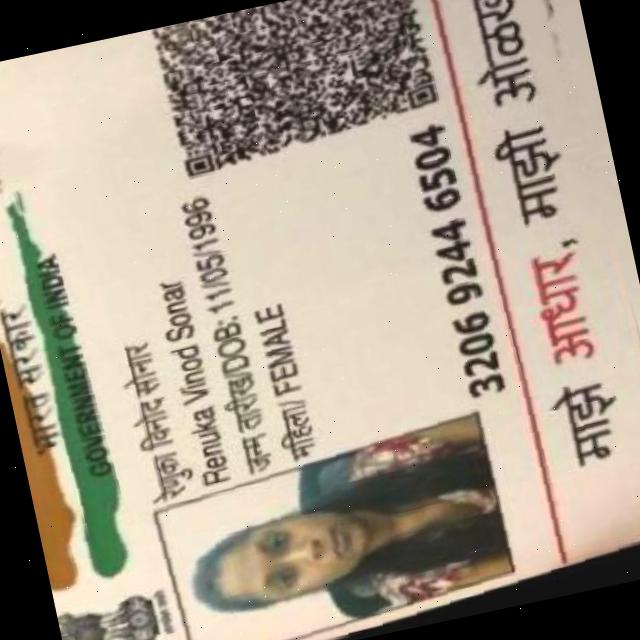 भारत सरकार
GOVERNMENT OF INDIA
रेणुका विनोद सोनार
Renuka Vinod Sonar
जन्म तारीख/DOB: 11/05/1996
महिला/ FEMALE
3206 9244 6504
माझे आधार, माझी ओळख